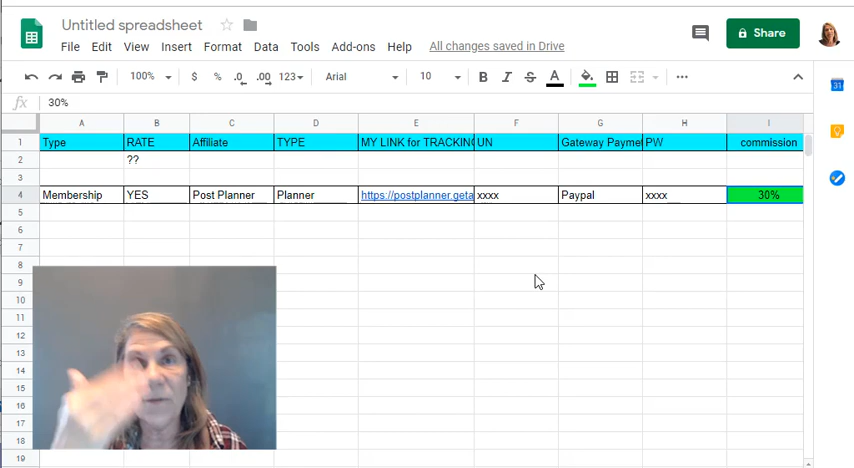 Untitled spreadsheet
File Edit View Insert Format Data Tools Add-ons Help All changes saved in Drive
Share
100% $ % .0 .00 123 Arial 10 B I S A
31
fx 30%
A B C D E F G H I
1 Type RATE Affiliate TYPE MY LINK for TRACKING UN Gateway Payme PW commission
2 ??
3
4 Membership YES Post Planner Planner https://postplanner.geta xxxx Paypal xxxx 30%
5
6
7
8
9
10
11
12
13
14
15
16
17
18
19